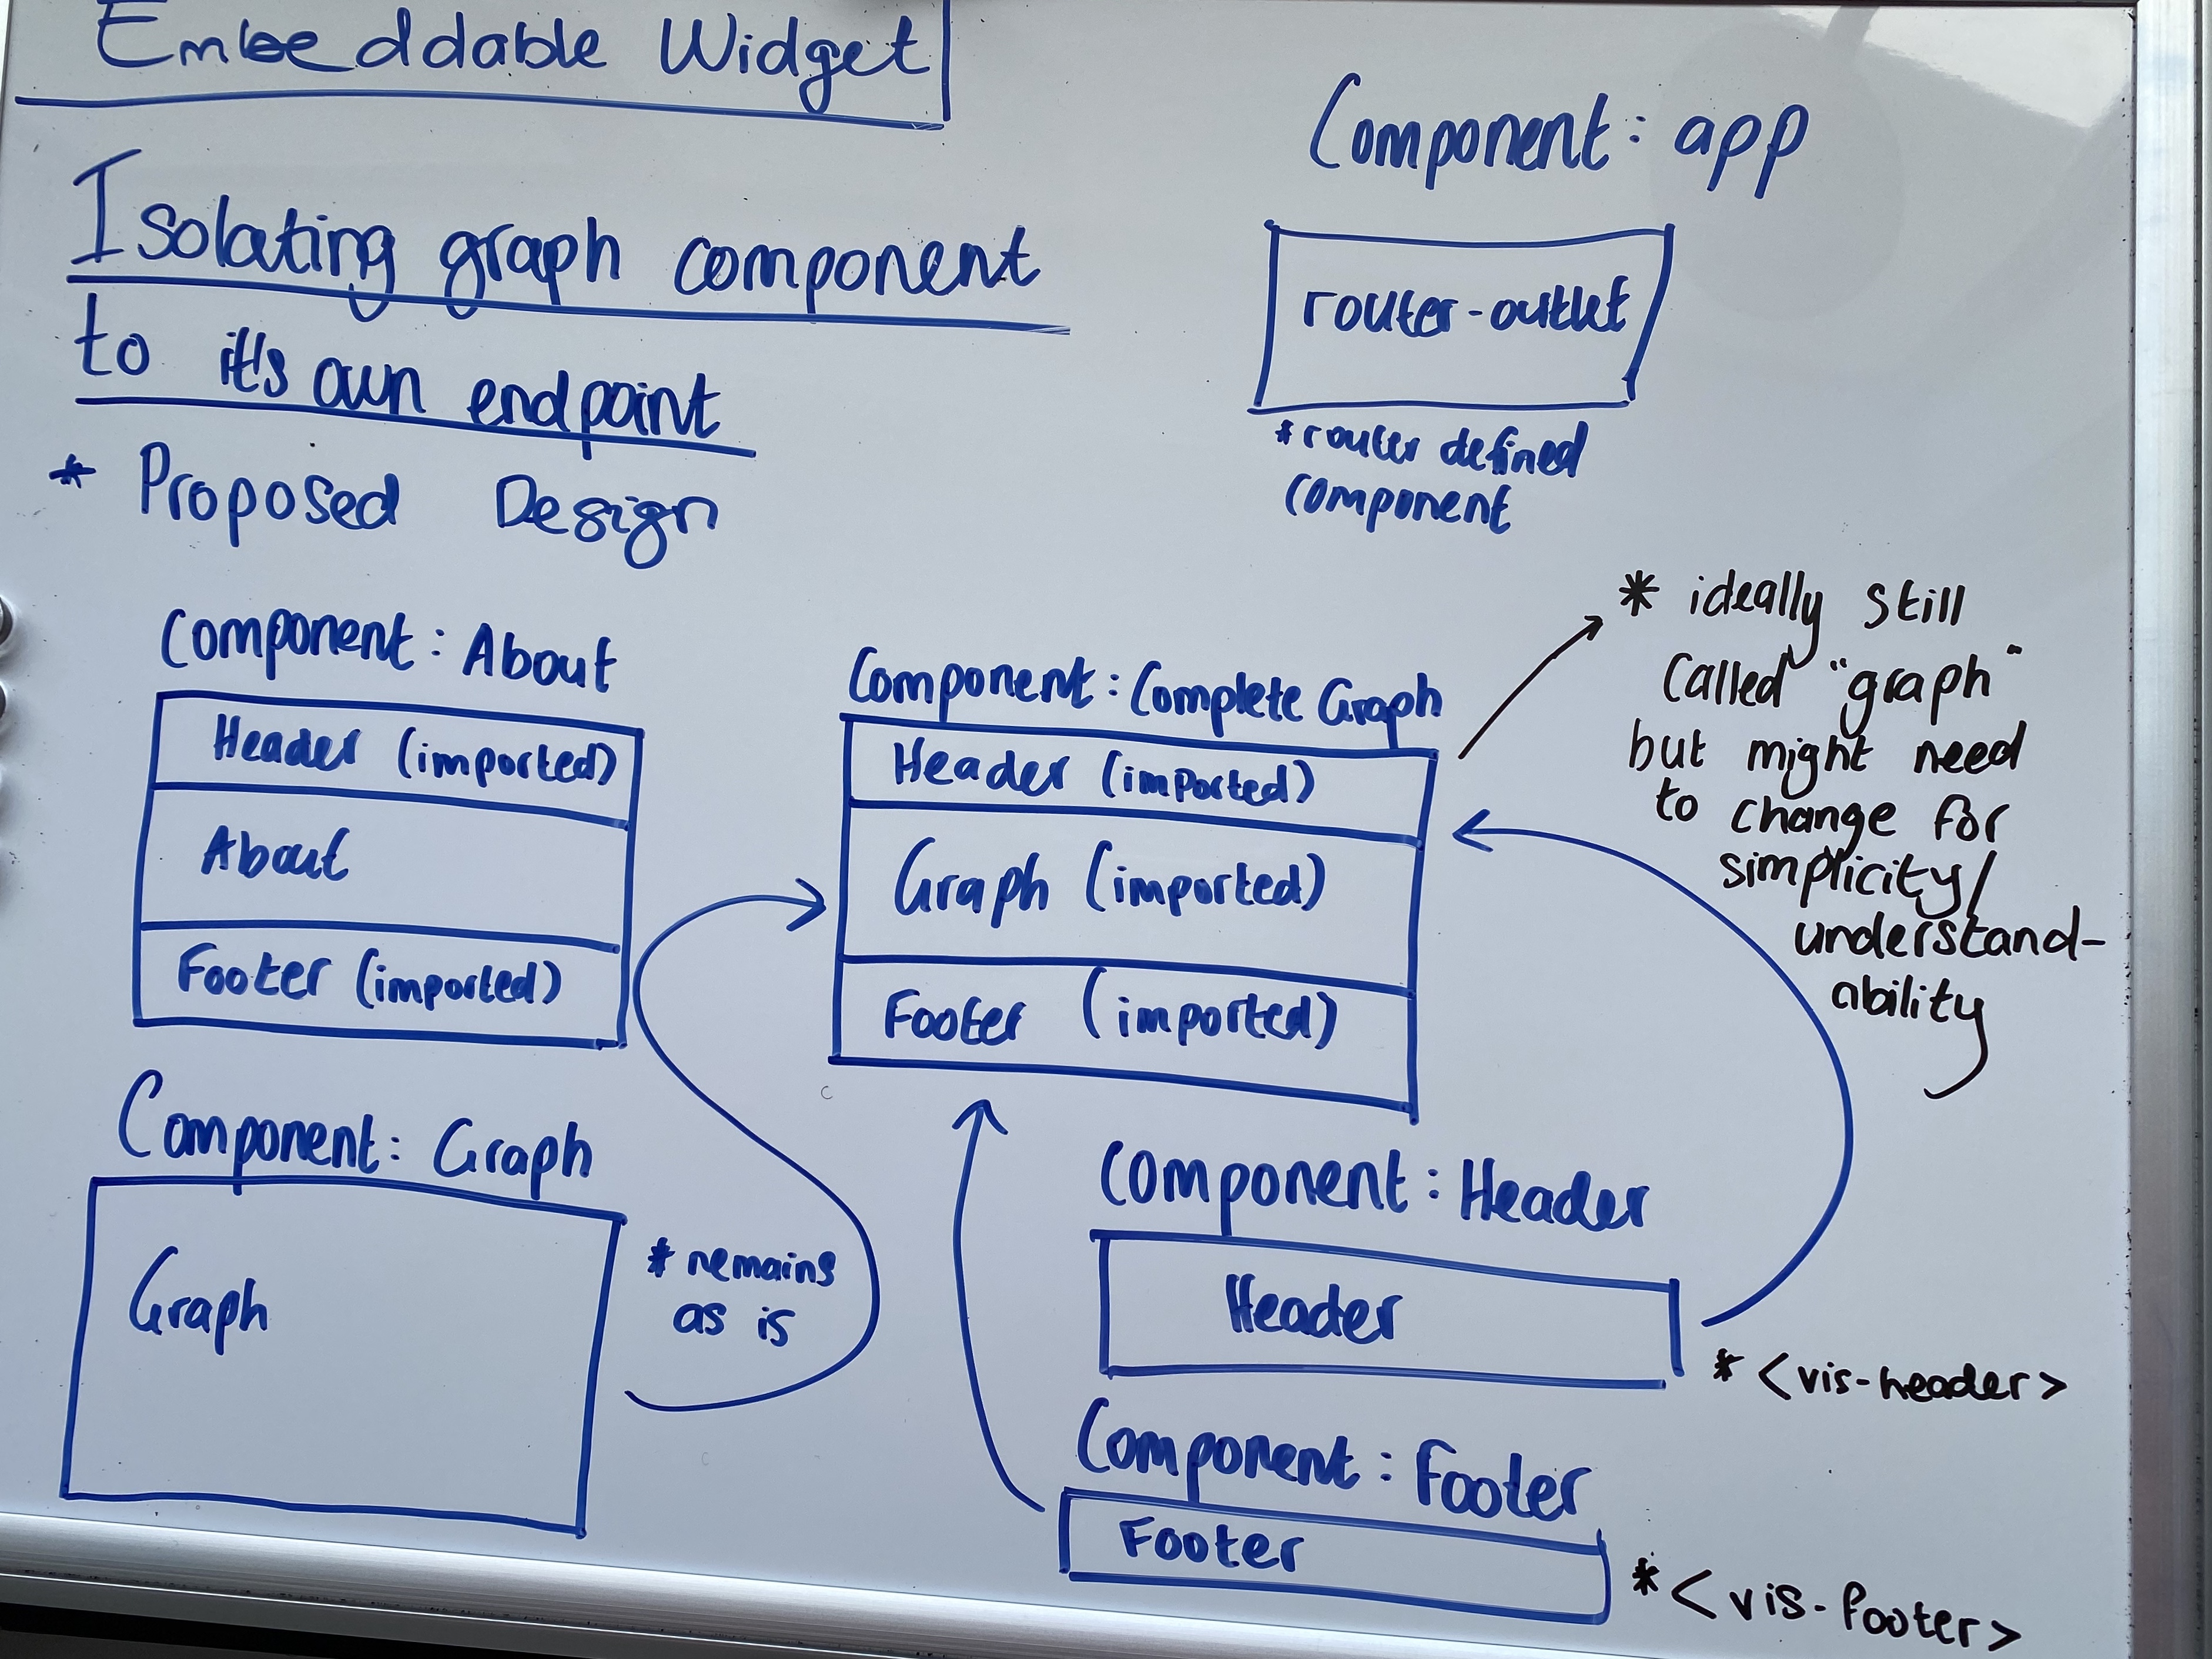 Embeddable Widget
Isolating graph component
to it's own endpoint
* Proposed Design
Component: app
router-outlet
* router defined
component
Component: About
Header (imported)
About
Footer (imported)
Component: Complete Graph
Header (imported)
Graph (imported)
Footer (imported)
* ideally still
called "graph"
but might need
to change for
simplicity/
understand-
ability
Component: Graph
Graph
* remains
as is
Component: Header
Header
* <vis-header>
Component: Footer
Footer
* <vis-footer>